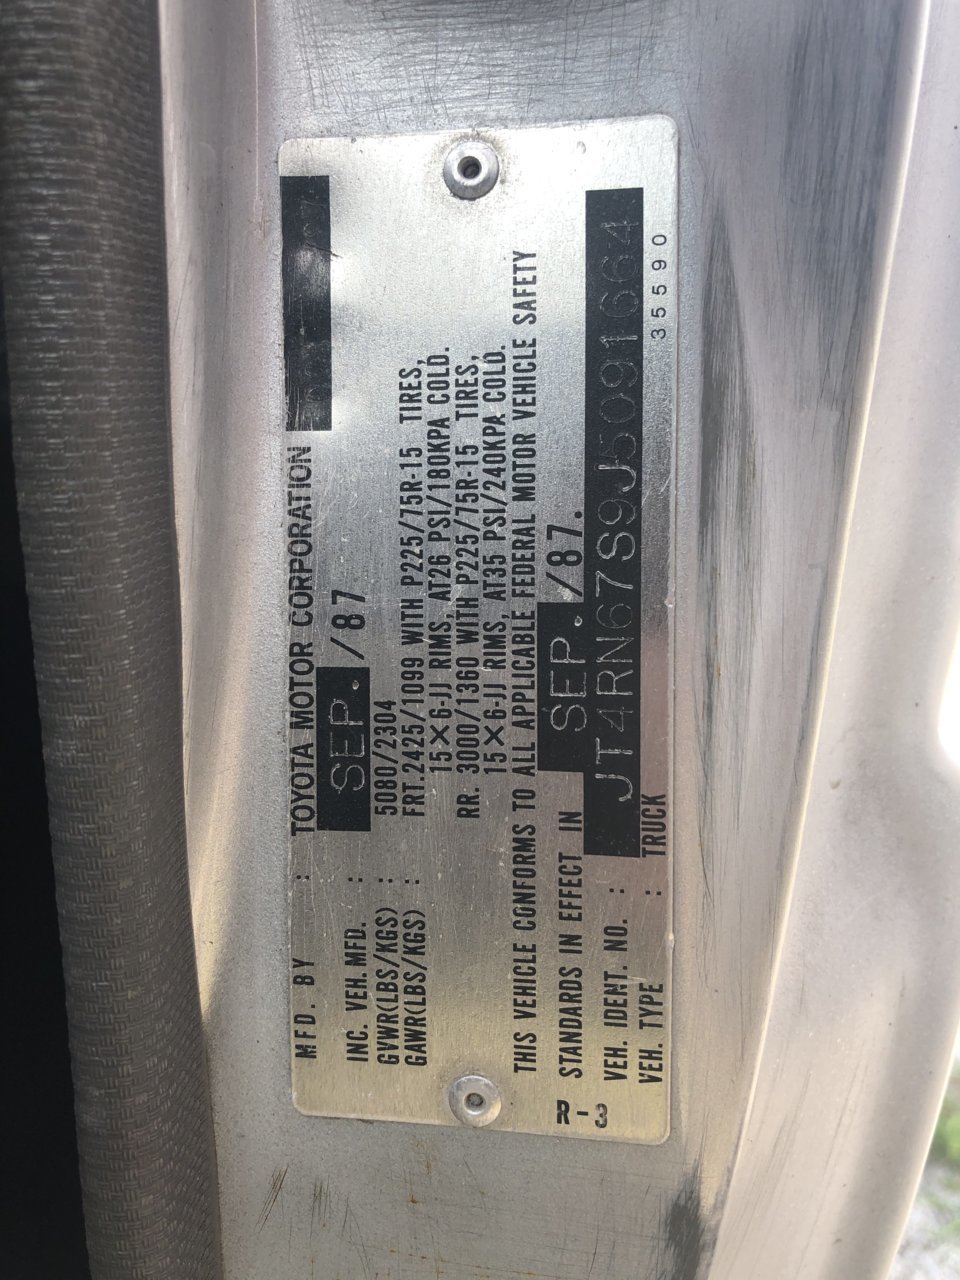 MFD. BY : TOYOTA MOTOR CORPORATION
SEP. /87
INC. VEH. MFD. :
GVWR(LBS/KGS) : 5080/2304
GAWR(LBS/KGS) : FRT.2425/1099 WITH P225/75R-15 TIRES,
15×6-JJ RIMS, AT26 PSI/180KPA COLD.
RR. 3000/1360 WITH P225/75R-15 TIRES,
15×6-JJ RIMS, AT35 PSI/240KPA COLD.
THIS VEHICLE CONFORMS TO ALL APPLICABLE FEDERAL MOTOR VEHICLE SAFETY
STANDARDS IN EFFECT IN SEP. /87.
VEH. IDENT. NO. : JT4RN67S9J5091664
VEH. TYPE : TRUCK 35590
R-3